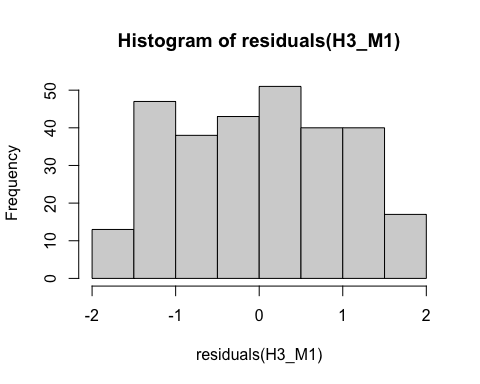 Histogram of residuals(H3_M1)
Frequency
50
40
30
20
10
0
-2 -1 0 1 2
residuals(H3_M1)